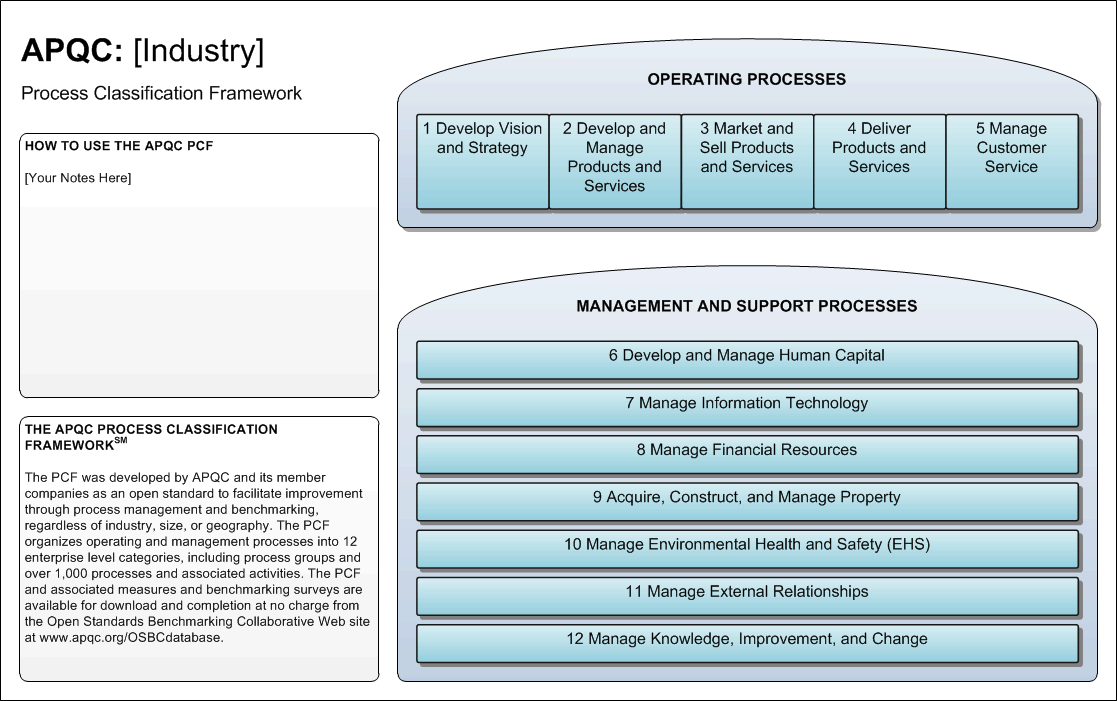 APQC: [Industry]
Process Classification Framework
HOW TO USE THE APQC PCF
[Your Notes Here]
THE APQC PROCESS CLASSIFICATION
FRAMEWORKSM
The PCF was developed by APQC and its member
companies as an open standard to facilitate improvement
through process management and benchmarking,
regardless of industry, size, or geography. The PCF
organizes operating and management processes into 12
enterprise level categories, including process groups and
over 1,000 processes and associated activities. The PCF
and associated measures and benchmarking surveys are
available for download and completion at no charge from
the Open Standards Benchmarking Collaborative Web site
at www.apqc.org/OSBCdatabase.
OPERATING PROCESSES
1 Develop Vision
and Strategy
2 Develop and
Manage
Products and
Services
3 Market and
Sell Products
and Services
4 Deliver
Products and
Services
5 Manage
Customer
Service
MANAGEMENT AND SUPPORT PROCESSES
6 Develop and Manage Human Capital
7 Manage Information Technology
8 Manage Financial Resources
9 Acquire, Construct, and Manage Property
10 Manage Environmental Health and Safety (EHS)
11 Manage External Relationships
12 Manage Knowledge, Improvement, and Change